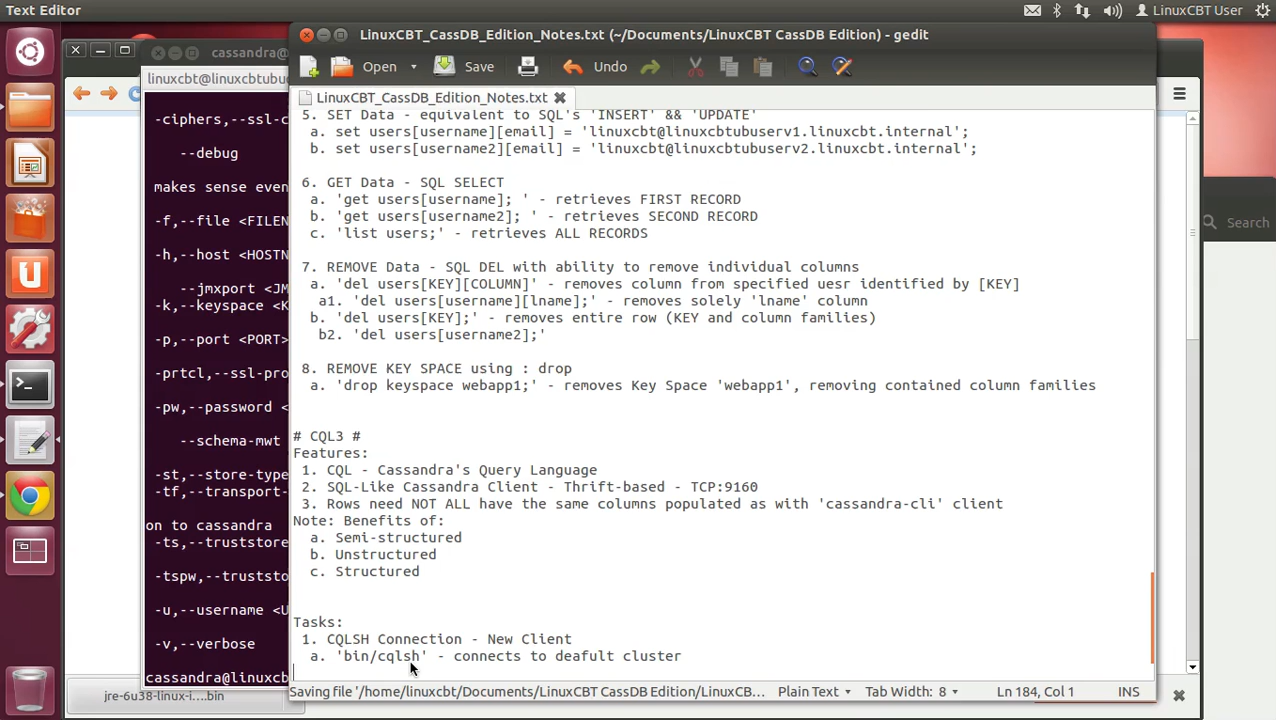 Text Editor
LinuxCBT User
LinuxCBT_CassDB_Edition_Notes.txt (~/Documents/LinuxCBT CassDB Edition) - gedit
cassandra@
linuxcbt@linuxcbtubu
Open
Save
Undo
LinuxCBT_CassDB_Edition_Notes.txt
5. SET Data - equivalent to SQL's 'INSERT' && 'UPDATE'
a. set users[username][email] = 'linuxcbt@linuxcbtubuserv1.linuxcbt.internal';
b. set users[username2][email] = 'linuxcbt@linuxcbtubuserv2.linuxcbt.internal';
6. GET Data - SQL SELECT
a. 'get users[username]; ' - retrieves FIRST RECORD
b. 'get users[username2]; ' - retrieves SECOND RECORD
c. 'list users;' - retrieves ALL RECORDS
7. REMOVE Data - SQL DEL with ability to remove individual columns
a. 'del users[KEY][COLUMN]' - removes column from specified uesr identified by [KEY]
a1. 'del users[username][lname];' - removes solely 'lname' column
b. 'del users[KEY];' - removes entire row (KEY and column families)
b2. 'del users[username2];'
8. REMOVE KEY SPACE using : drop
a. 'drop keyspace webapp1;' - removes Key Space 'webapp1', removing contained column families
# CQL3 #
Features:
1. CQL - Cassandra's Query Language
2. SQL-Like Cassandra Client - Thrift-based - TCP:9160
3. Rows need NOT ALL have the same columns populated as with 'cassandra-cli' client
Note: Benefits of:
a. Semi-structured
b. Unstructured
c. Structured
Tasks:
1. CQLSH Connection - New Client
a. 'bin/cqlsh' - connects to deafult cluster
Saving file '/home/linuxcbt/Documents/LinuxCBT CassDB Edition/LinuxCB...
Plain Text
Tab Width: 8
Ln 184, Col 1
INS
-ciphers,--ssl-c
--debug
makes sense even
-f,--file <FILEN
-h,--host <HOSTN
--jmxport <JM
-k,--keyspace <K
-p,--port <PORT>
-prtcl,--ssl-pro
-pw,--password <
--schema-mwt
-st,--store-type
-tf,--transport-
on to cassandra
-ts,--truststore
-tspw,--truststo
-u,--username <U
-v,--verbose
cassandra@linuxcb
jre-6u38-linux-i....bin
Search